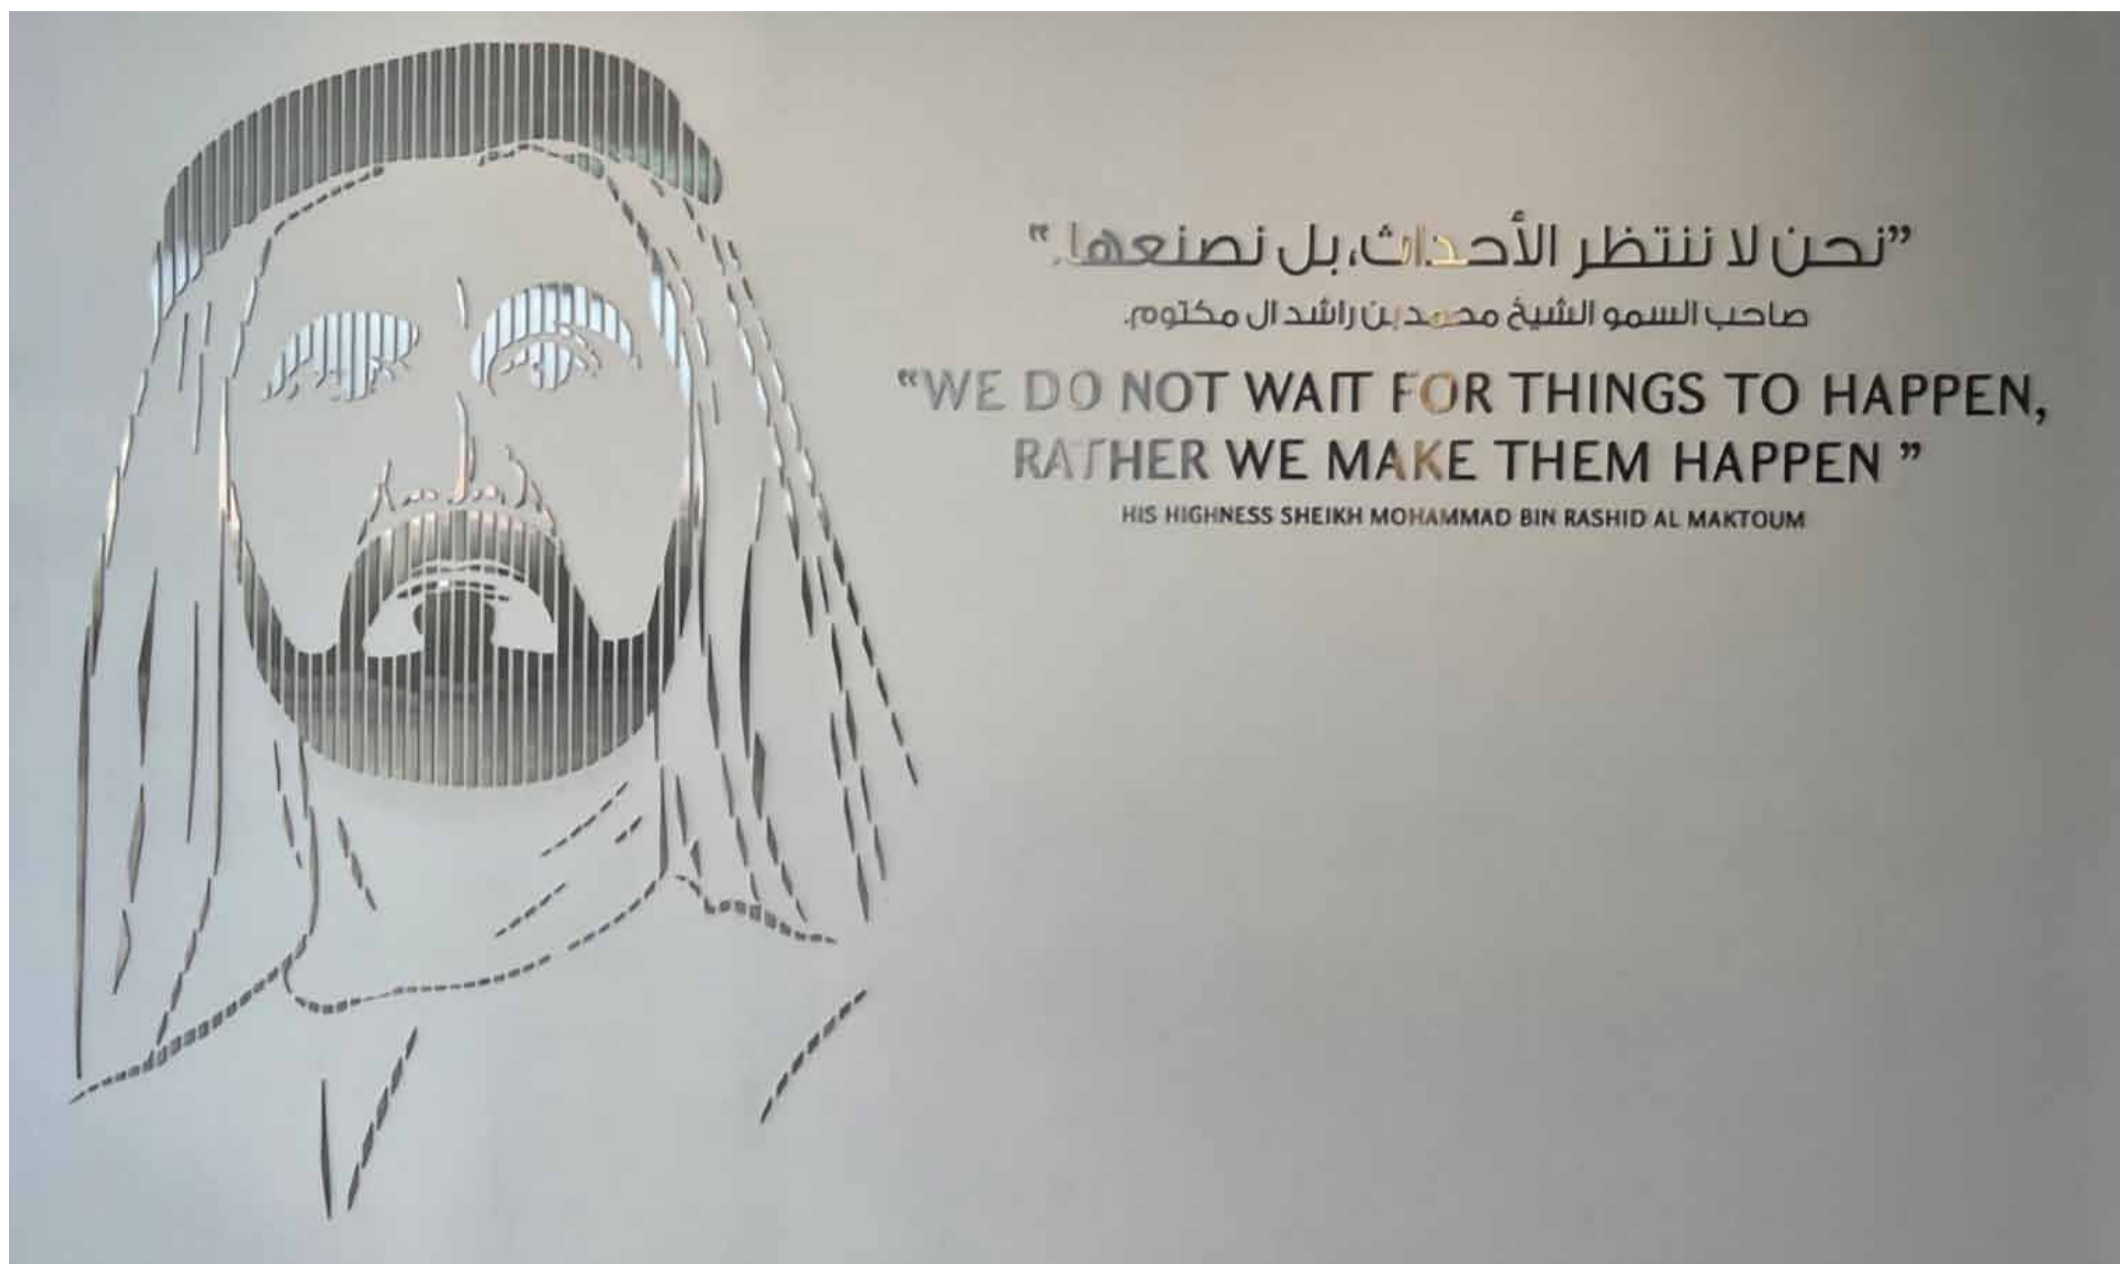 ”نحن لا ننتظر الأحداث، بل نصنعها.“
صاحب السمو الشيخ محمد بن راشد ال مكتوم.
“WE DO NOT WAIT FOR THINGS TO HAPPEN,
RATHER WE MAKE THEM HAPPEN ”
HIS HIGHNESS SHEIKH MOHAMMAD BIN RASHID AL MAKTOUM